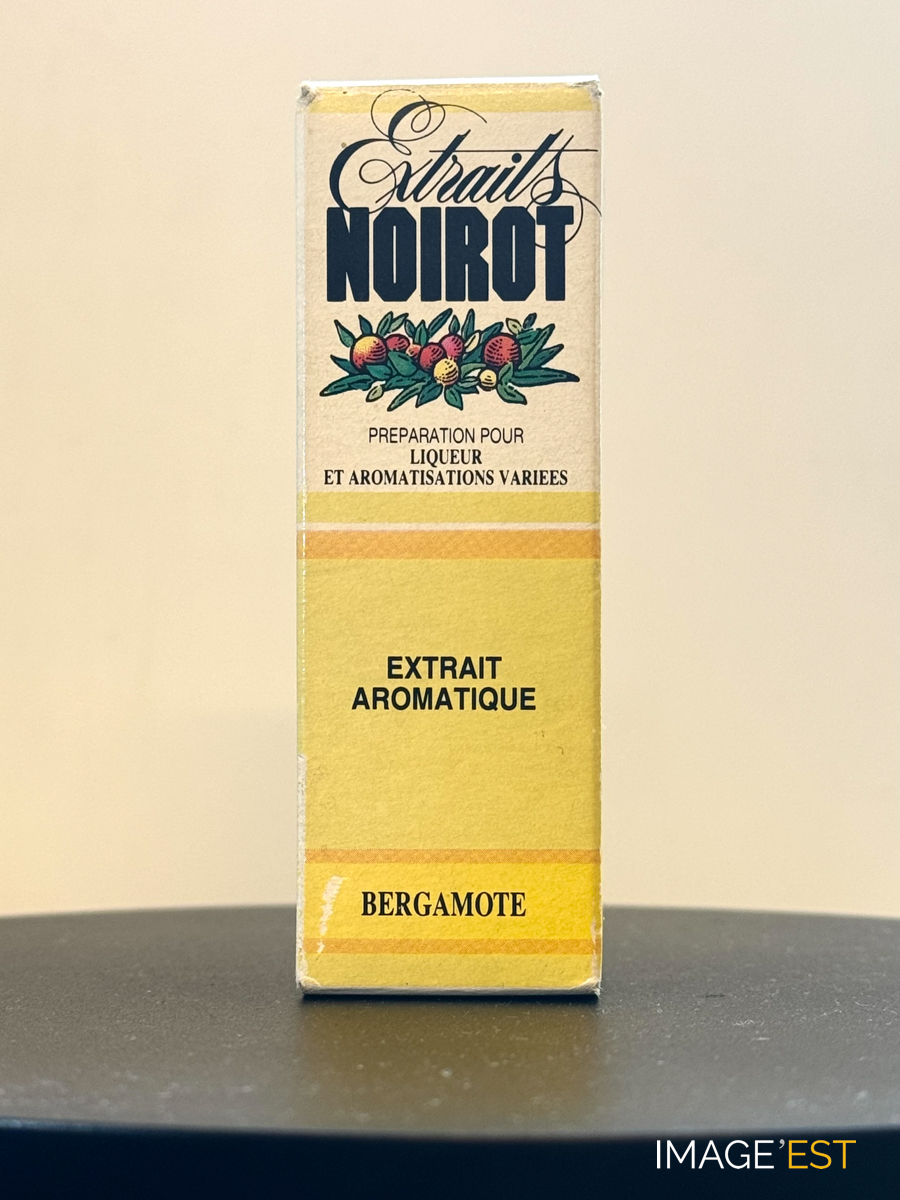 Extraits
NOIROT
PREPARATION POUR
LIQUEUR
ET AROMATISATIONS VARIEES
EXTRAIT
AROMATIQUE
BERGAMOTE
IMAGE'EST